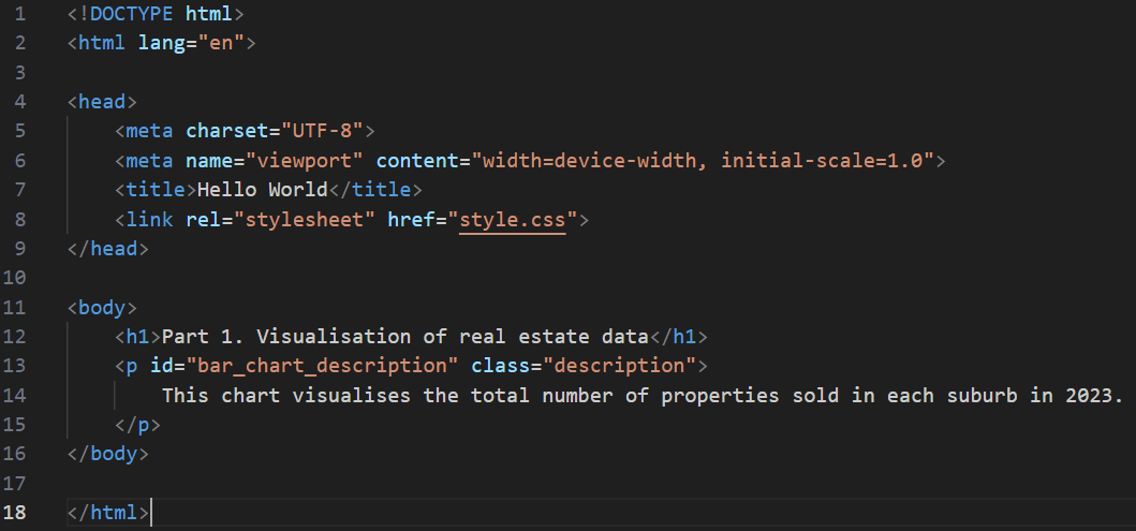 1 <!DOCTYPE html>
2 <html lang="en">
3
4 <head>
5     <meta charset="UTF-8">
6     <meta name="viewport" content="width=device-width, initial-scale=1.0">
7     <title>Hello World</title>
8     <link rel="stylesheet" href="style.css">
9 </head>
10
11 <body>
12     <h1>Part 1. Visualisation of real estate data</h1>
13     <p id="bar_chart_description" class="description">
14         This chart visualises the total number of properties sold in each suburb in 2023.
15     </p>
16 </body>
17
18 </html>